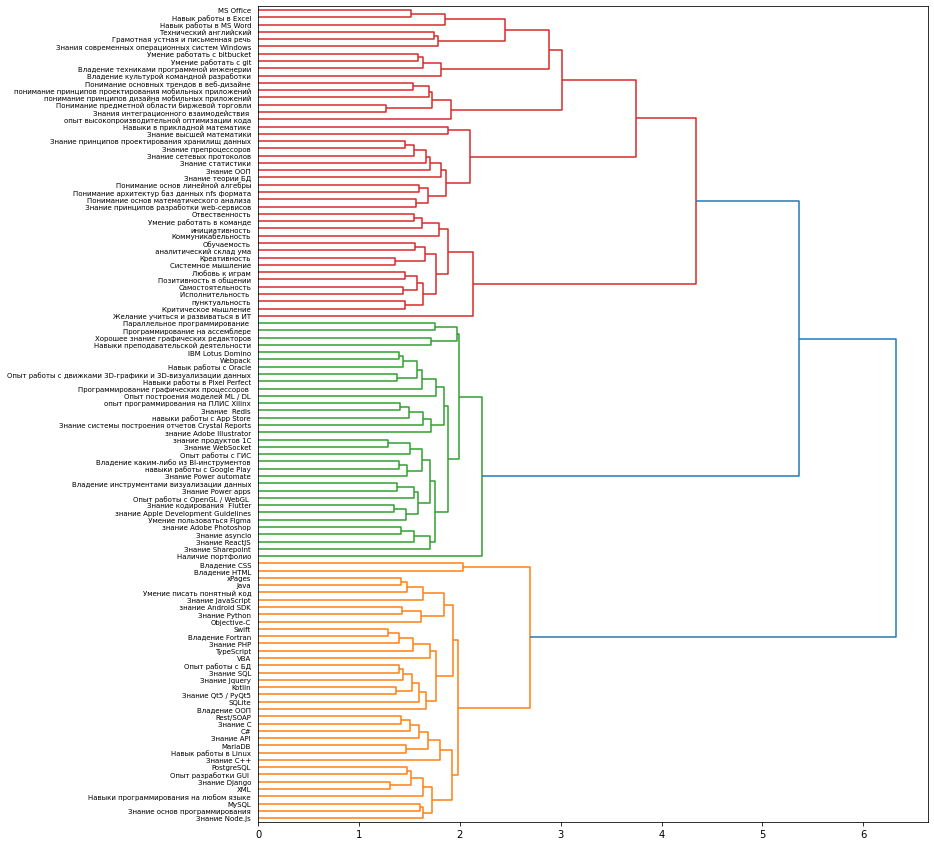 MS Office
Навык работы в Excel
Навык работы в MS Word
Технический английский
Грамотная устная и письменная речь
Знания современных операционных систем Windows
Умение работать с bitbucket
Умение работать с git
Владение техниками программной инженерии
Владение культурой командной разработки
Понимание основных трендов в веб-дизайне
понимание принципов проектирования мобильных приложений
понимание принципов дизайна мобильных приложений
Понимание предметной области биржевой торговли
Знания интеграционного взаимодействия
опыт высокопроизводительной оптимизации кода
Навыки в прикладной математике
Знание высшей математики
Знание принципов проектирования хранилищ данных
Знание препроцессоров
Знание сетевых протоколов
Знание статистики
Знание ООП
Знание теории БД
Понимание основ линейной алгебры
Понимание архитектур баз данных nfs формата
Понимание основ математического анализа
Знание принципов разработки web-сервисов
Отвественность
Умение работать в команде
инициативность
Коммуникабельность
Обучаемость
аналитический склад ума
Креативность
Системное мышление
Любовь к играм
Позитивность в общении
Самостоятельность
Исполнительность
пунктуальность
Критическое мышление
Желание учиться и развиваться в ИТ
Параллельное программирование
Программирование на ассемблере
Хорошее знание графических редакторов
Навыки преподавательской деятельности
IBM Lotus Domino
Webpack
Навык работы с Oracle
Опыт работы с движками 3D-графики и 3D-визуализации данных
Навыки работы в Pixel Perfect
Программирование графических процессоров
Опыт построения моделей ML / DL
опыт программирования на ПЛИС Xilinx
Знание  Redis
навыки работы с App Store
Знание системы построения отчетов Crystal Reports
знание Adobe Illustrator
знание продуктов 1С
Знание WebSocket
Опыт работы с ГИС
Владение каким-либо из BI-инструментов
навыки работы с Google Play
Знание Power automate
Владение инструментами визуализации данных
Знание Power apps
Опыт работы с OpenGL / WebGL
Знание кодирования  Flutter
знание Apple Development Guidelines
Умение пользоваться Figma
знание Adobe Photoshop
Знание asyncio
Знание ReactJS
Знание Sharepoint
Наличие портфолио
Владение CSS
Владение HTML
xPages
Java
Умение писать понятный код
Знание JavaScript
знание Android SDK
Знание Python
Objective-C
Swift
Владение Fortran
Знание PHP
TypeScript
VBA
Опыт работы с БД
Знание SQL
Знание Jquery
Kotlin
Знание Qt5 / PyQt5
SQLite
Владение ООП
Rest/SOAP
Знание C
C#
Знание API
MariaDB
Навык работы в Linux
Знание C++
PostgreSQL
Опыт разработки GUI
Знание Django
XML
Навыки программирования на любом языке
MySQL
Знание основ программирования
Знание Node.Js
0 1 2 3 4 5 6